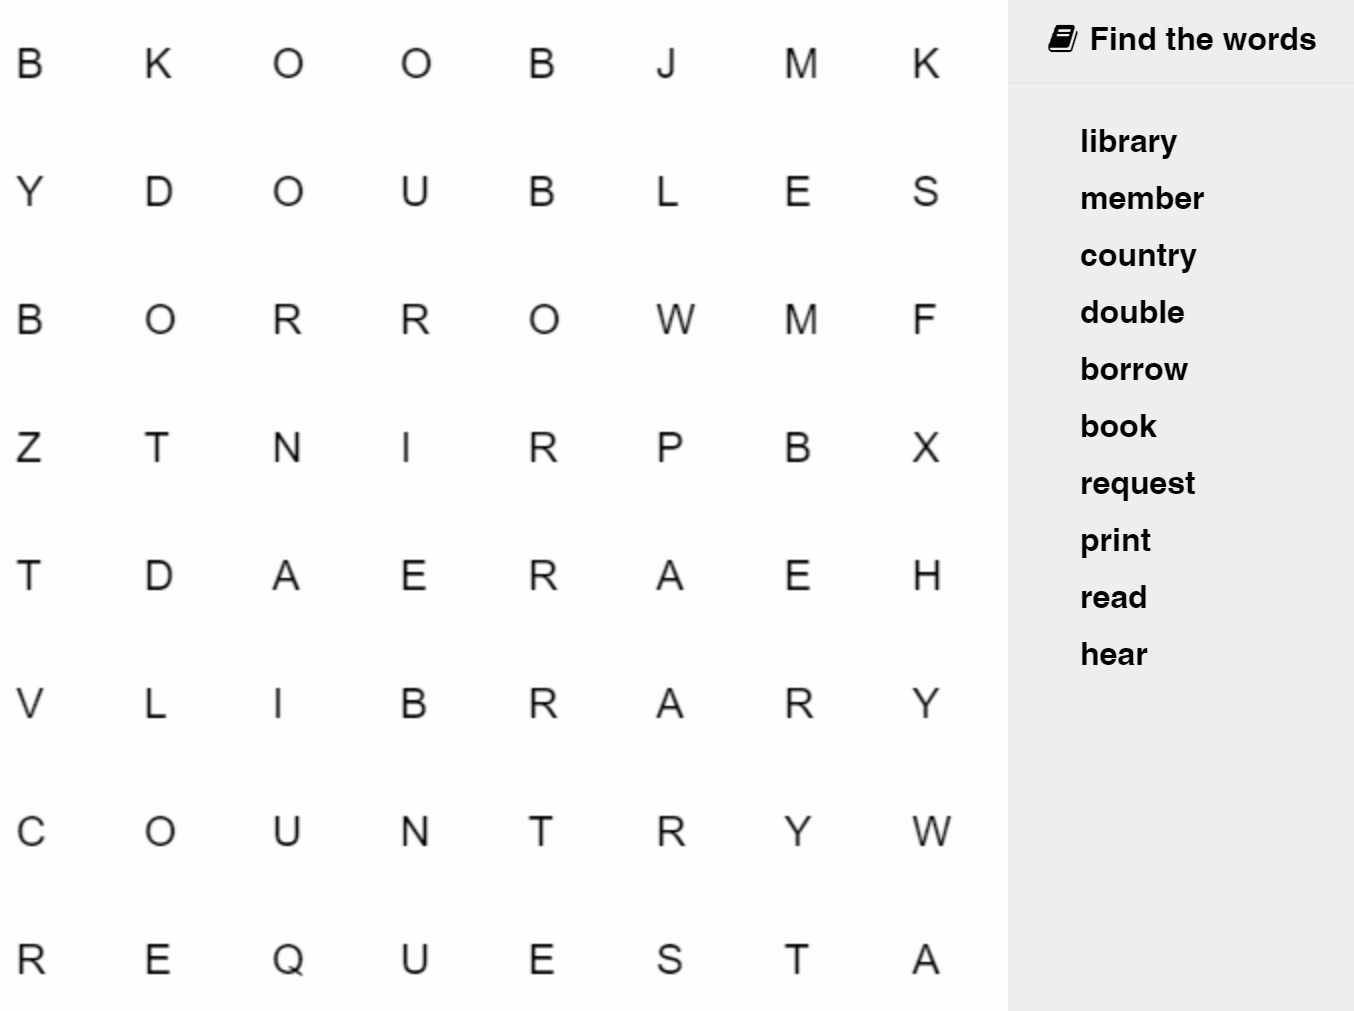 B K O O B J M K
Y D O U B L E S
B O R R O W M F
Z T N I R P B X
T D A E R A E H
V L I B R A R Y
C O U N T R Y W
R E Q U E S T A
Find the words
library
member
country
double
borrow
book
request
print
read
hear